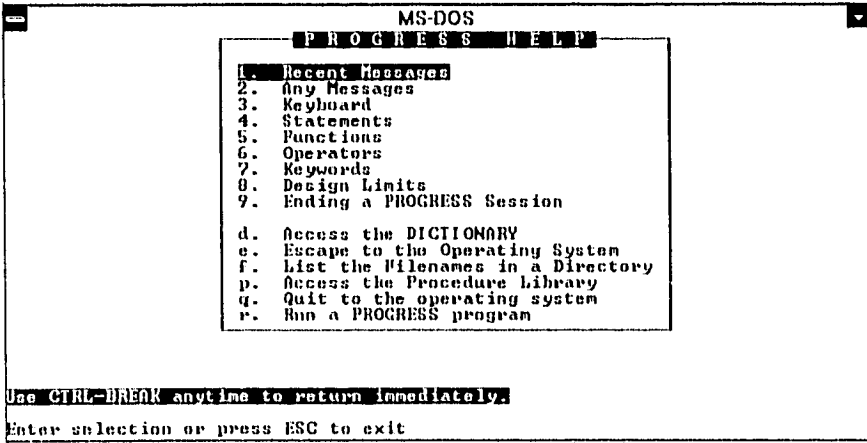 MS-DOS
PROGRESS HELP
1. Recent Messages
2. Any Messages
3. Keyboard
4. Statements
5. Functions
6. Operators
7. Keywords
8. Design Limits
9. Ending a PROGRESS Session
d. Access the DICTIONARY
e. Escape to the Operating System
f. List the Filenames in a Directory
p. Access the Procedure Library
q. Quit to the operating system
r. Run a PROGRESS program
Use CTRL-BREAK anytime to return immediately.
Enter selection or press ESC to exit